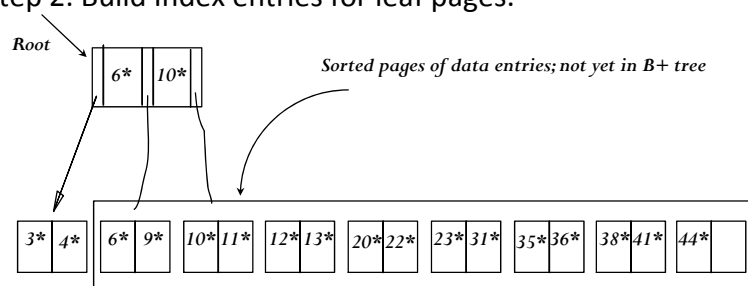 Step 2: Build Index entries for leaf pages.
Root
6* 10*
Sorted pages of data entries; not yet in B+ tree
3* 4* 6* 9* 10* 11* 12* 13* 20* 22* 23* 31* 35* 36* 38* 41* 44*